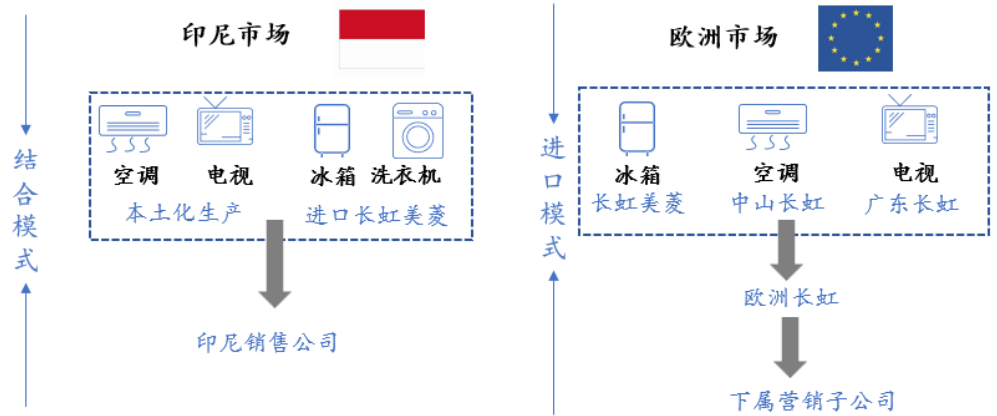 印尼市场
结合模式
空调 电视 冰箱 洗衣机
本土化生产 进口长虹美菱
印尼销售公司
欧洲市场
进口模式
冰箱 空调 电视
长虹美菱 中山长虹 广东长虹
欧洲长虹
下属营销子公司